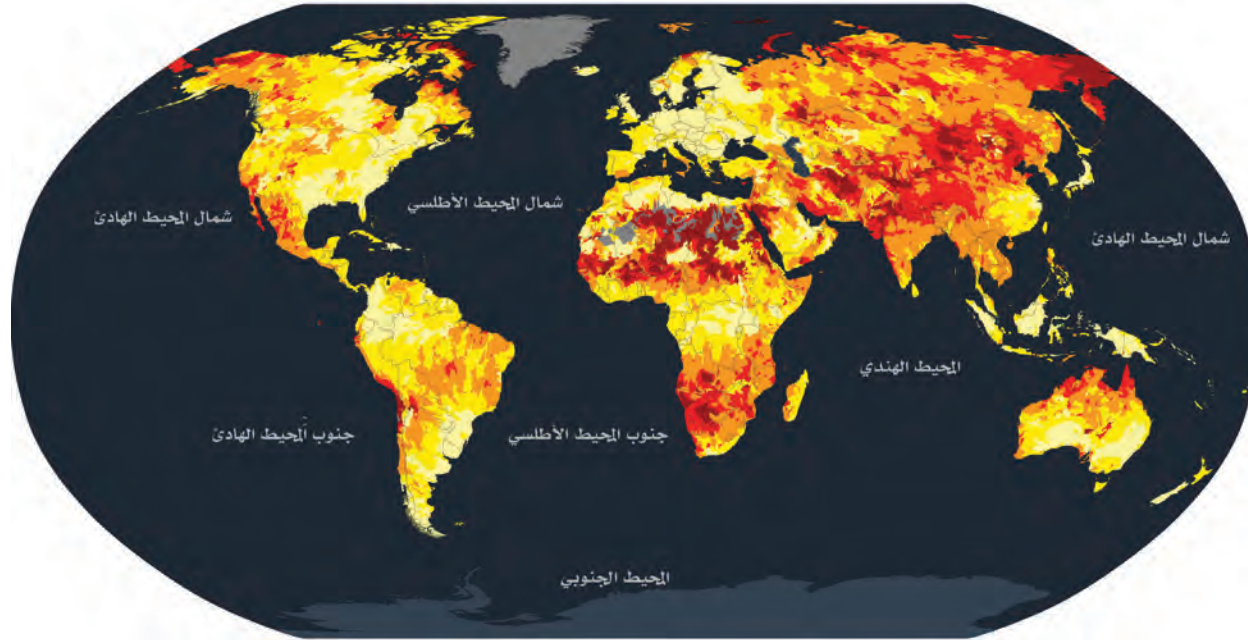 شمال المحيط الأطلسي
شمال المحيط الهادئ
شمال المحيط الهادئ
المحيط الهندي
جنوب المحيط الأطلسي
جنوب المحيط الهادئ
المحيط الجنوبي